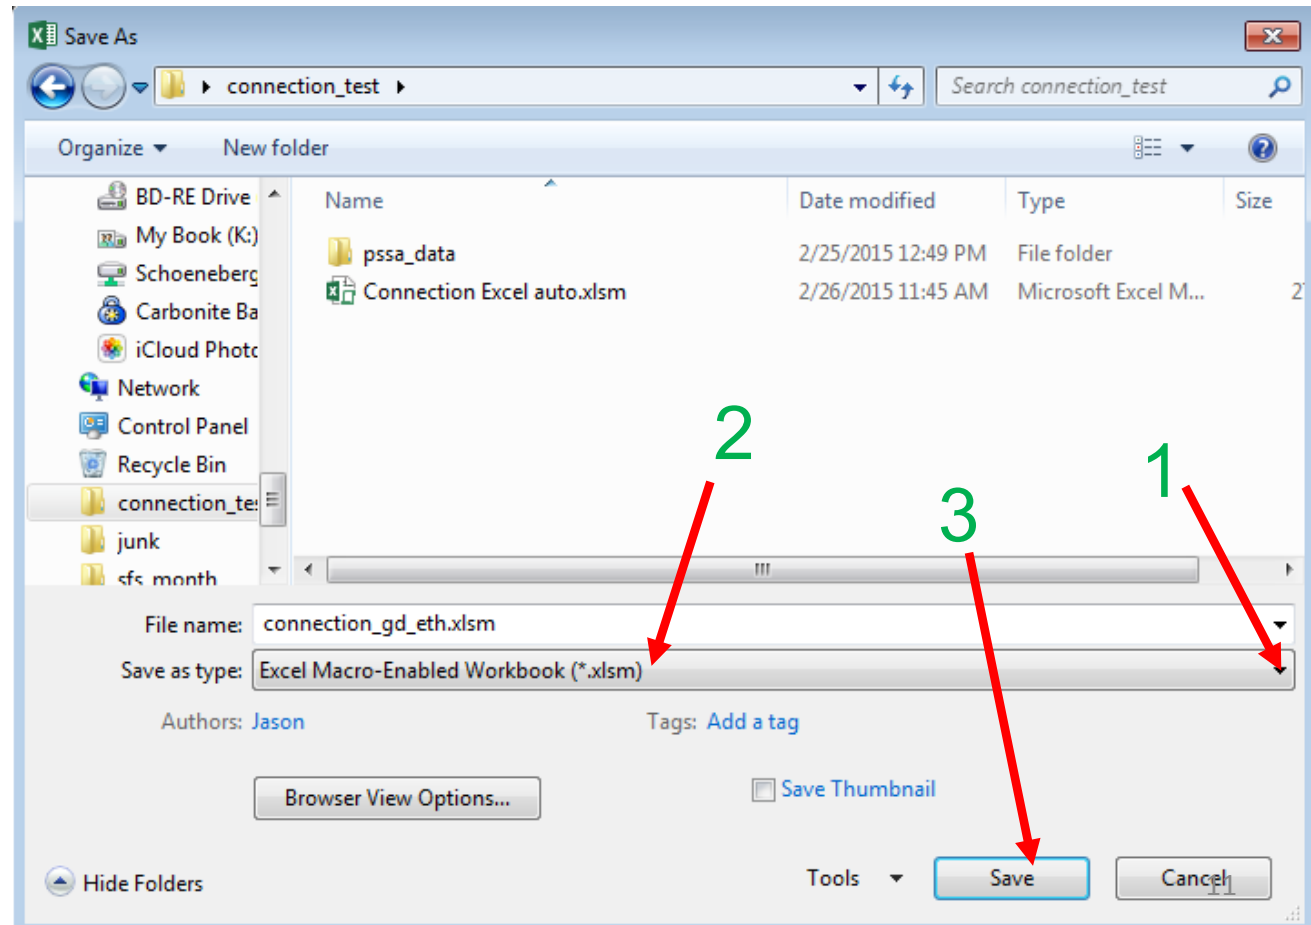 Save As
connection_test
Search connection_test
Organize
New folder
Name
Date modified
Type
Size
BD-RE Drive
My Book (K:)
Schoeneberg
Carbonite Ba
iCloud Photo
Network
Control Panel
Recycle Bin
connection_te
junk
sfs_month
pssa_data
2/25/2015 12:49 PM
File folder
Connection Excel auto.xlsm
2/26/2015 11:45 AM
Microsoft Excel M...
2
1
2
3
File name: connection_gd_eth.xlsm
Save as type: Excel Macro-Enabled Workbook (*.xlsm)
Authors: Jason
Tags: Add a tag
Browser View Options...
Save Thumbnail
Hide Folders
Tools
Save
Cancel
11